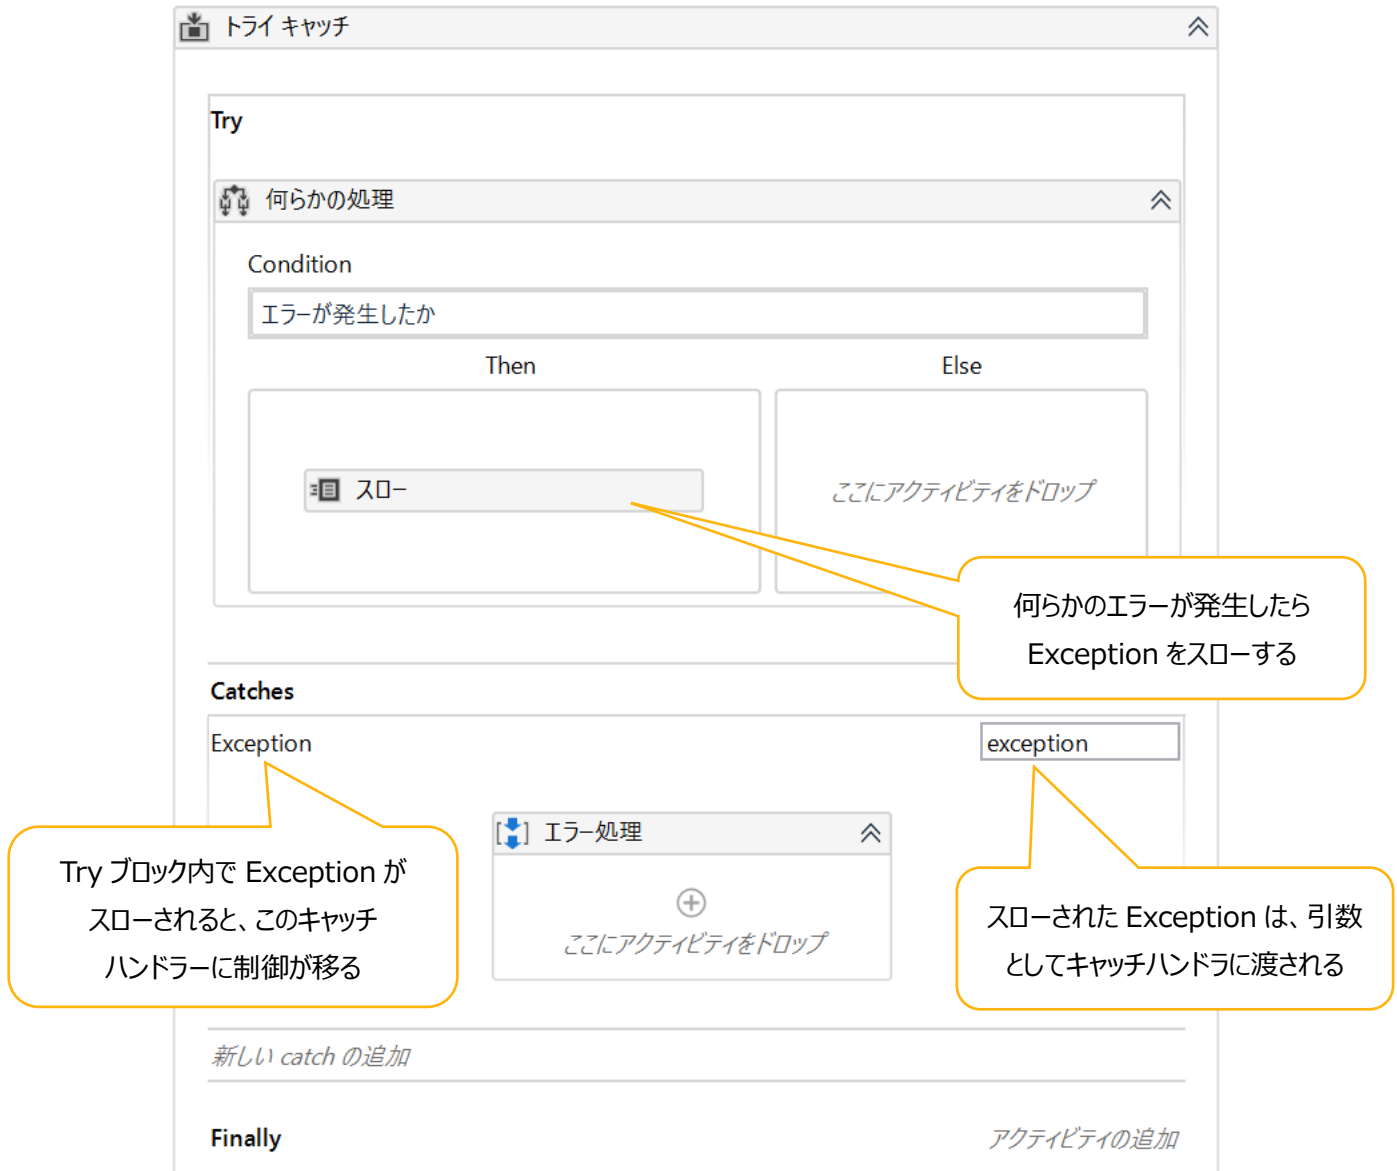 トライ キャッチ
Try
何らかの処理
Condition
エラーが発生したか
Then
Else
スロー
ここにアクティビティをドロップ
何らかのエラーが発生したら
Exception をスローする
Catches
Exception
exception
エラー処理
ここにアクティビティをドロップ
Try ブロック内で Exception が
スローされると、このキャッチ
ハンドラーに制御が移る
スローされた Exception は、引数
としてキャッチハンドラに渡される
新しい catch の追加
Finally
アクティビティの追加